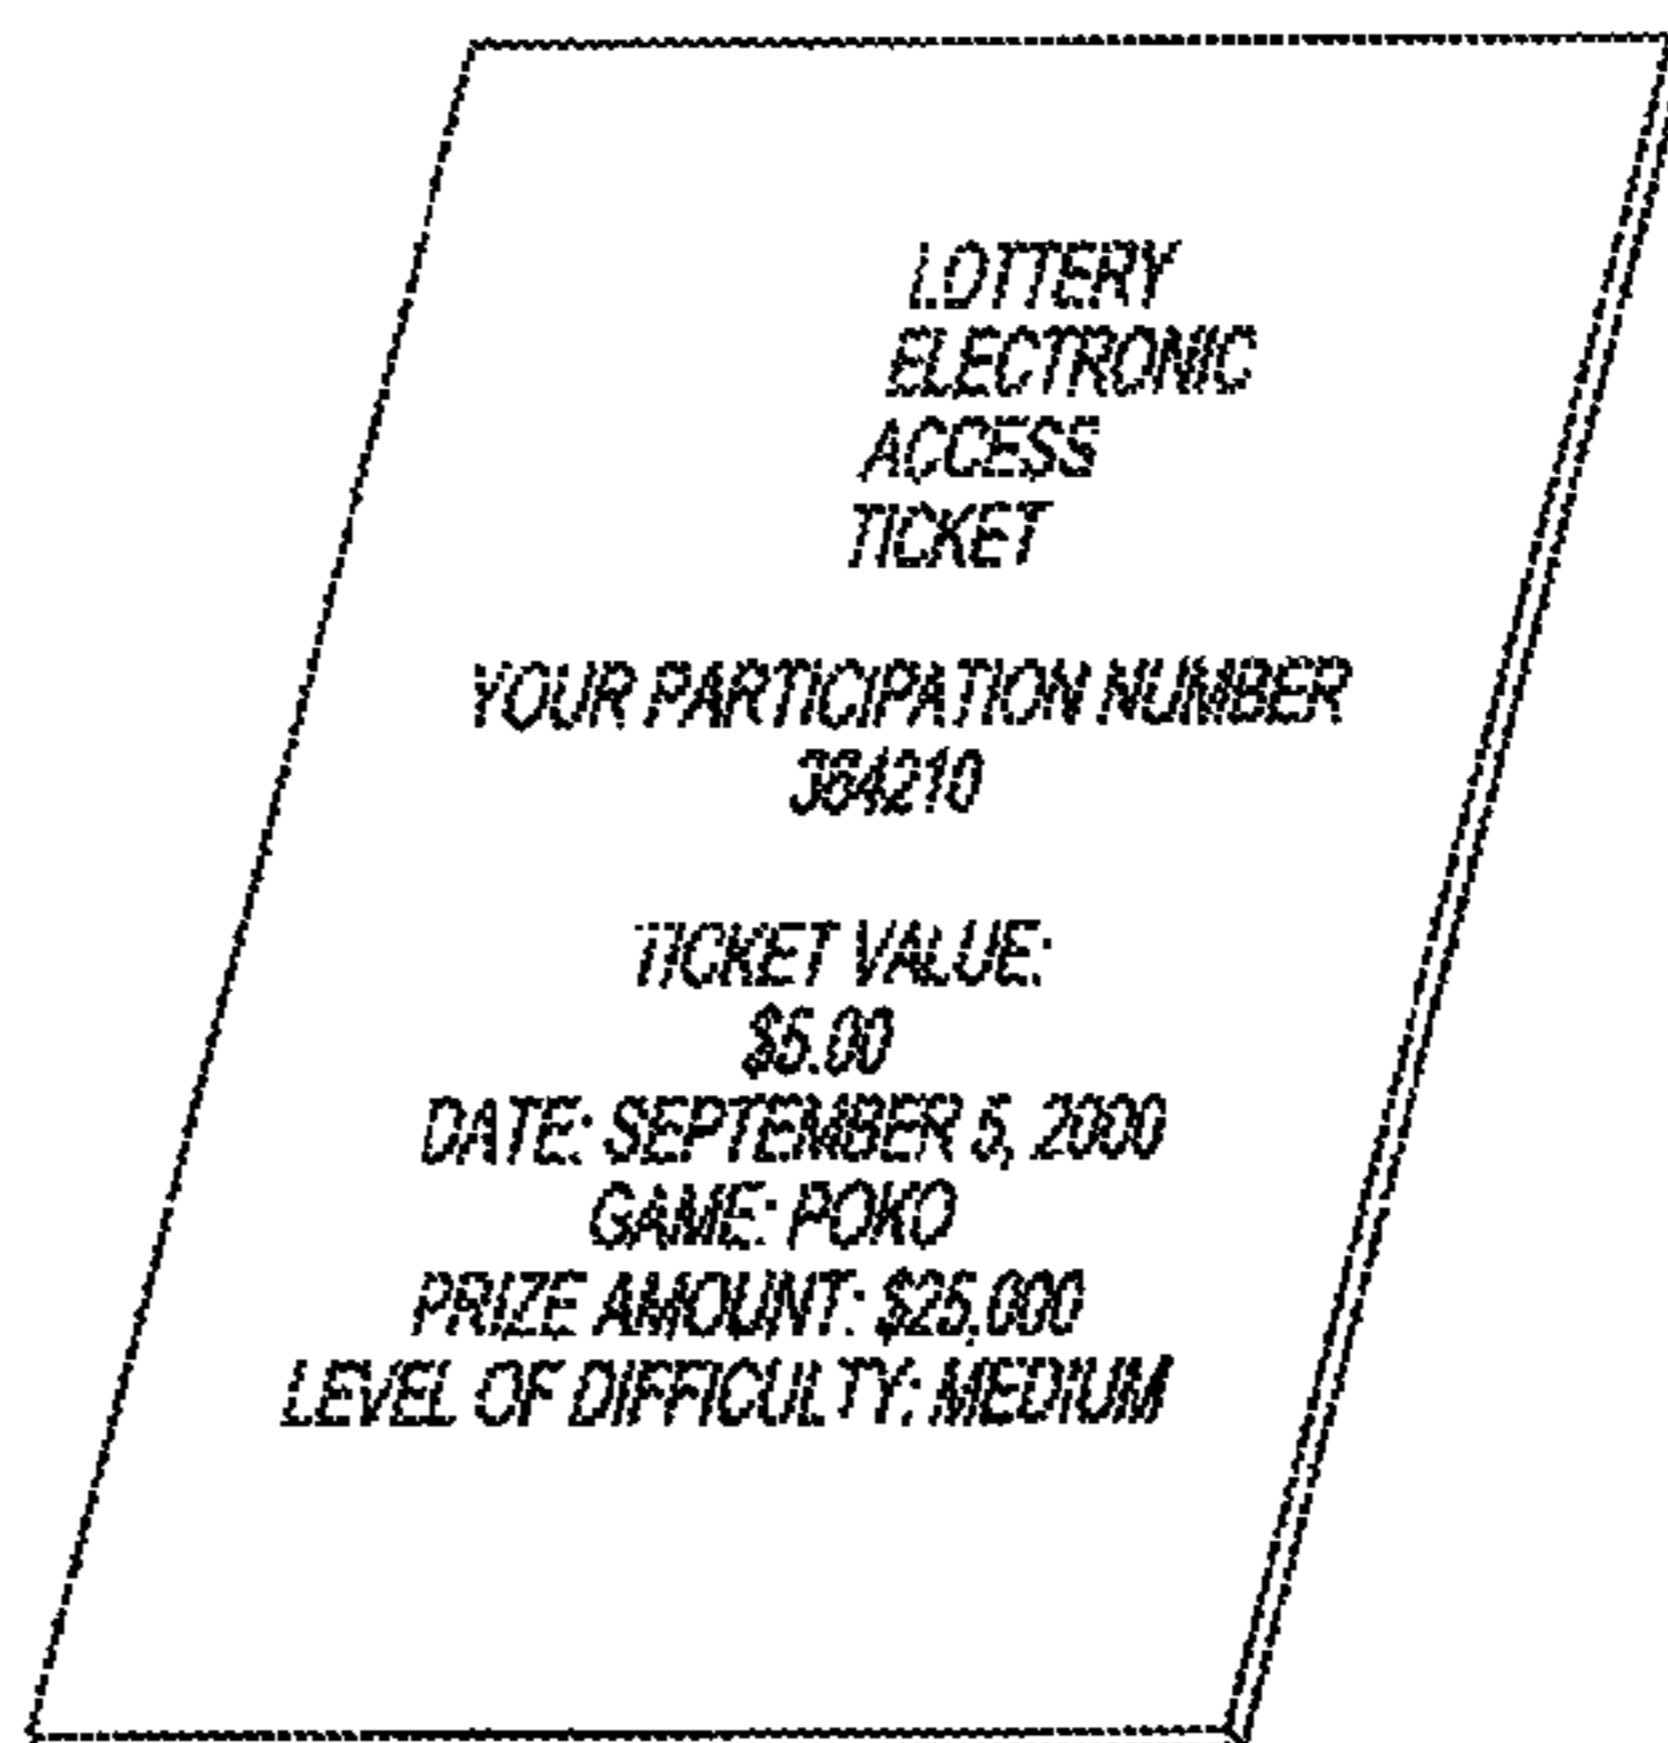 LOTTERY
ELECTRONIC
ACCESS
TICKET
YOUR PARTICIPATION NUMBER
384210
TICKET VALUE:
$5.00
DATE: SEPTEMBER 5, 2000
GAME: POKO
PRIZE AMOUNT: $25,000
LEVEL OF DIFFICULTY: MEDIUM